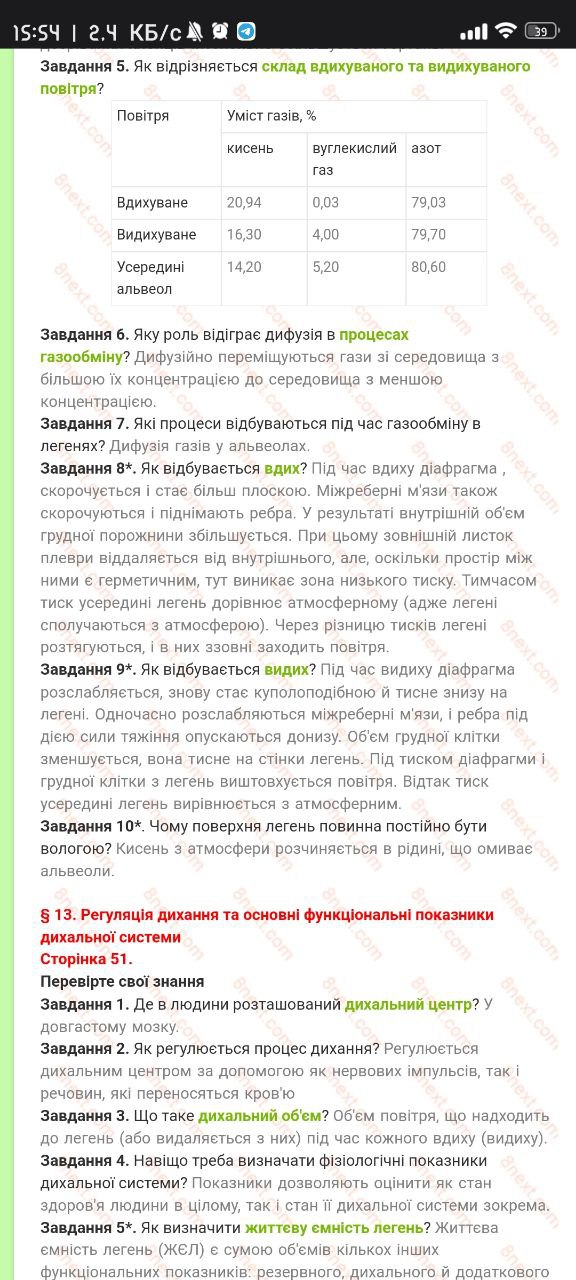 15:54 | 2.4 КБ/с 39
Завдання 5. Як відрізняється склад вдихуваного та видихуваного
повітря?
Повітря Уміст газів, %
кисень вуглекислий азот
газ
Вдихуване 20,94 0,03 79,03
Видихуване 16,30 4,00 79,70
Усередині 14,20 5,20 80,60
альвеол
Завдання 6. Яку роль відіграє дифузія в процесах
газообміну? Дифузійно переміщуються гази зі середовища з
більшою їх концентрацією до середовища з меншою
концентрацією.
Завдання 7. Які процеси відбуваються під час газообміну в
легенях? Дифузія газів у альвеолах.
Завдання 8*. Як відбувається вдих? Під час вдиху діафрагма ,
скорочується і стає більш плоскою. Міжреберні м'язи також
скорочуються і піднімають ребра. У результаті внутрішній об'єм
грудної порожнини збільшується. При цьому зовнішній листок
плеври віддаляється від внутрішнього, але, оскільки простір між
ними є герметичним, тут виникає зона низького тиску. Тимчасом
тиск усередині легень дорівнює атмосферному (адже легені
сполучаються з атмосферою). Через різницю тисків легені
розтягуються, і в них ззовні заходить повітря.
Завдання 9*. Як відбувається видих? Під час видиху діафрагма
розслабляється, знову стає куполоподібною й тисне знизу на
легені. Одночасно розслабляються міжреберні м'язи, і ребра під
дією сили тяжіння опускаються донизу. Об'єм грудної клітки
зменшується, вона тисне на стінки легень. Під тиском діафрагми і
грудної клітки з легень виштовхується повітря. Відтак тиск
усередині легень вирівнюється з атмосферним.
Завдання 10*. Чому поверхня легень повинна постійно бути
вологою? Кисень з атмосфери розчиняється в рідині, що омиває
альвеоли.
§ 13. Регуляція дихання та основні функціональні показники
дихальної системи
Сторінка 51.
Перевірте свої знання
Завдання 1. Де в людини розташований дихальний центр? У
довгастому мозку.
Завдання 2. Як регулюється процес дихання? Регулюється
дихальним центром за допомогою як нервових імпульсів, так і
речовин, які переносяться кров'ю
Завдання 3. Що таке дихальний об'єм? Об'єм повітря, що надходить
до легень (або видаляється з них) під час кожного вдиху (видиху).
Завдання 4. Навіщо треба визначати фізіологічні показники
дихальної системи? Показники дозволяють оцінити як стан
здоров'я людини в цілому, так і стан її дихальної системи зокрема.
Завдання 5*. Як визначити життєву ємність легень? Життєва
ємність легень (ЖЄЛ) є сумою об'ємів кількох інших
функціональних показників: резервного, дихального й додаткового